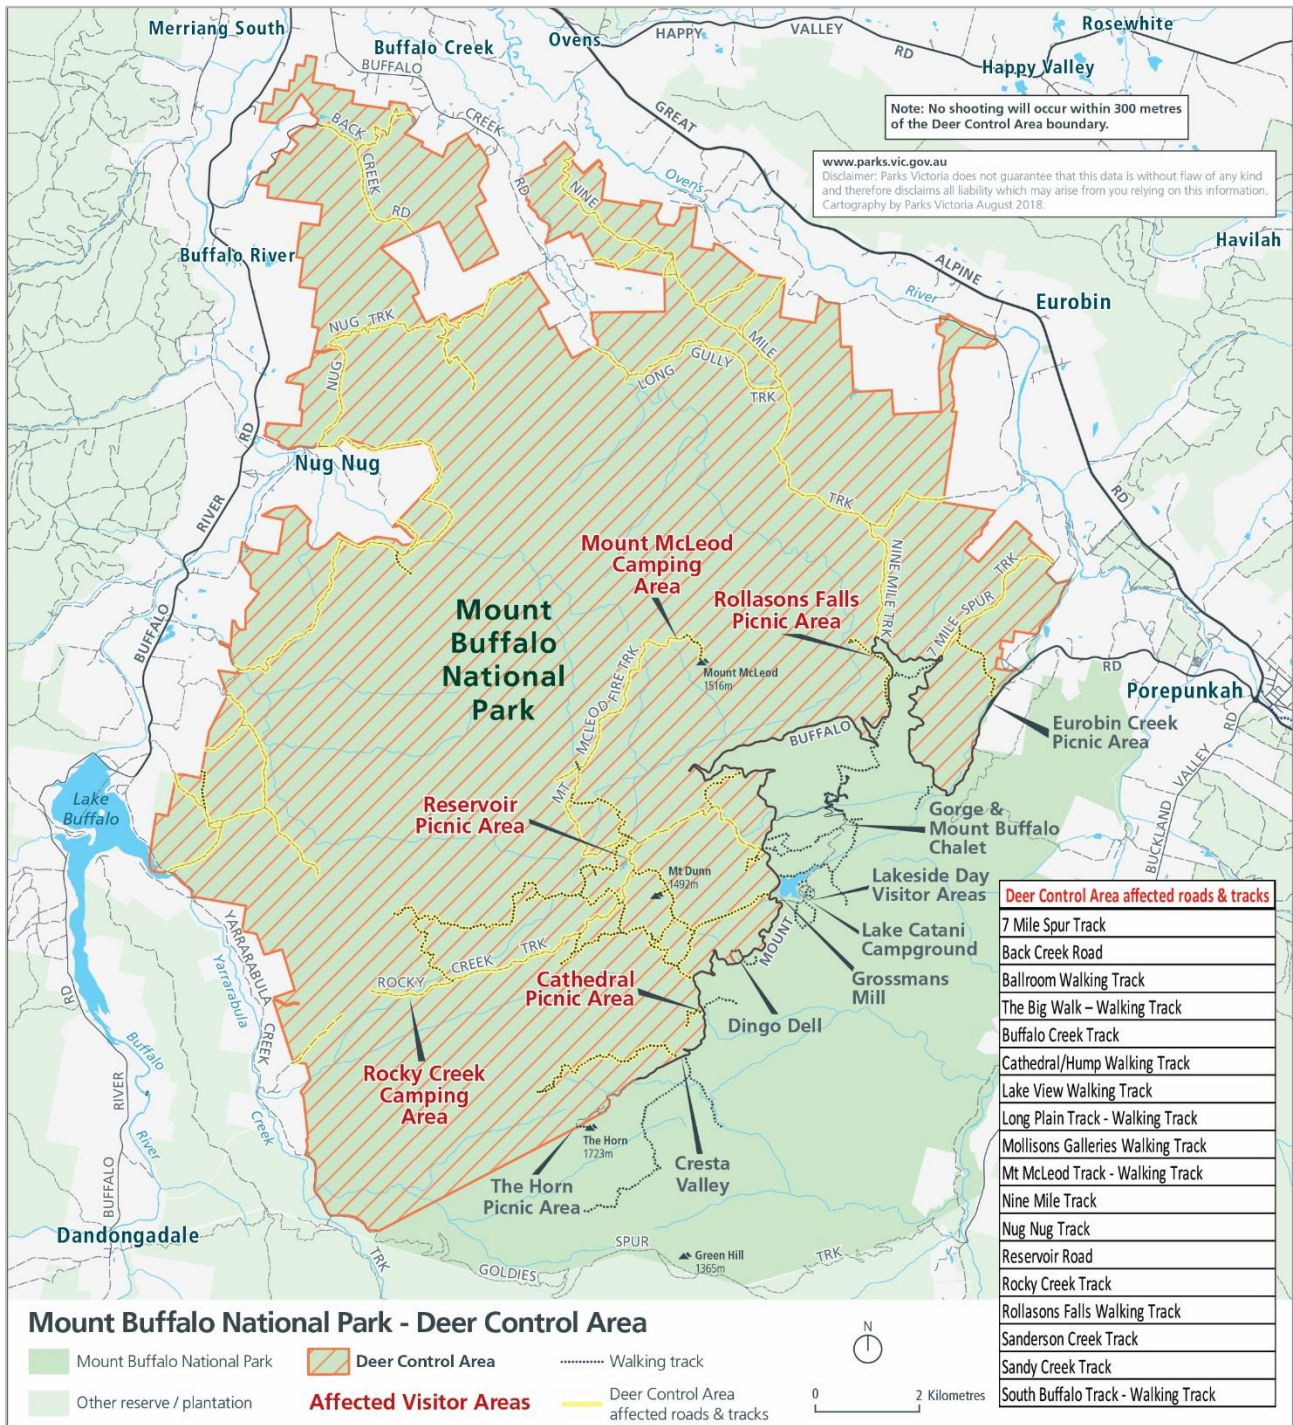 Merriang South
Buffalo Creek
Ovens
Rosewhite
Happy Valley
HAPPY VALLEY RD
BUFFALO
CREEK
RD
GREAT
ALPINE
RD
Note: No shooting will occur within 300 metres
of the Deer Control Area boundary.
www.parks.vic.gov.au
Disclaimer: Parks Victoria does not guarantee that this data is without flaw of any kind
and therefore disclaims all liability which may arise from you relying on this information.
Cartography by Parks Victoria August 2018.
BACK
CREEK
RD
NINE
Ovens
River
Havilah
Buffalo River
Eurobin
NUG NUG TRK
LONG GULLY TRK
MILE
TRK
Nug Nug
BUFFALO
RIVER
RD
Mount McLeod
Camping
Area
Rollasons Falls
Picnic Area
NINE MILE TRK
7 MILE SPUR TRK
Mount
Buffalo
National
Park
Mount McLeod
1516m
MT MCLEOD FIRE TRK
RD
Porepunkah
Eurobin Creek
Picnic Area
BUFFALO
BUCKLAND VALLEY RD
Lake
Buffalo
Reservoir
Picnic Area
Gorge &
Mount Buffalo
Chalet
Mt Dunn
1492m
Lakeside Day
Visitor Areas
Lake Catani
Campground
MOUNT
Grossmans
Mill
ROCKY CREEK TRK
Cathedral
Picnic Area
Dingo Dell
YARRARABULA
CREEK
TRK
Yarrarabula
Creek
RD
RIVER
BUFFALO
Buffalo
River
Rocky Creek
Camping
Area
The Horn
1723m
The Horn
Picnic Area
Cresta
Valley
Dandongadale
GOLDIES SPUR TRK
Green Hill
1365m
Deer Control Area affected roads & tracks
7 Mile Spur Track
Back Creek Road
Ballroom Walking Track
The Big Walk – Walking Track
Buffalo Creek Track
Cathedral/Hump Walking Track
Lake View Walking Track
Long Plain Track - Walking Track
Mollisons Galleries Walking Track
Mt McLeod Track - Walking Track
Nine Mile Track
Nug Nug Track
Reservoir Road
Rocky Creek Track
Rollasons Falls Walking Track
Sanderson Creek Track
Sandy Creek Track
South Buffalo Track - Walking Track
Mount Buffalo National Park - Deer Control Area
Mount Buffalo National Park
Deer Control Area
Walking track
Other reserve / plantation
Affected Visitor Areas
Deer Control Area
affected roads & tracks
N
0 2 Kilometres